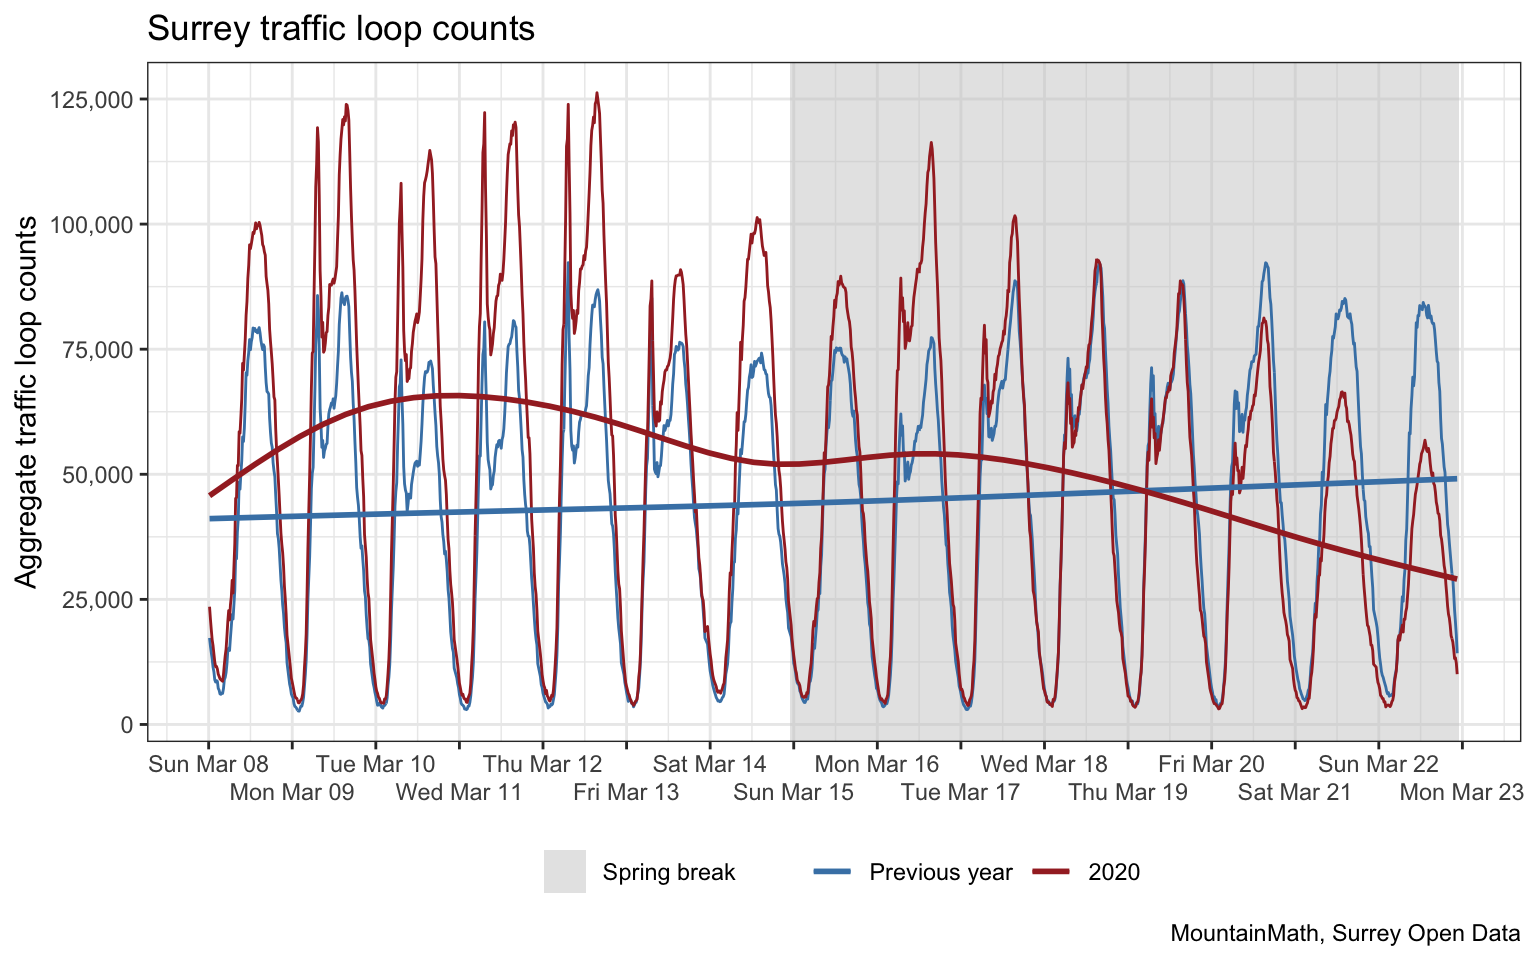 Surrey traffic loop counts
Aggregate traffic loop counts
125,000
100,000
75,000
50,000
25,000
0
Sun Mar 08 Tue Mar 10 Thu Mar 12 Sat Mar 14 Mon Mar 16 Wed Mar 18 Fri Mar 20 Sun Mar 22
Mon Mar 09 Wed Mar 11 Fri Mar 13 Sun Mar 15 Tue Mar 17 Thu Mar 19 Sat Mar 21 Mon Mar 23
Spring break Previous year 2020
MountainMath, Surrey Open Data